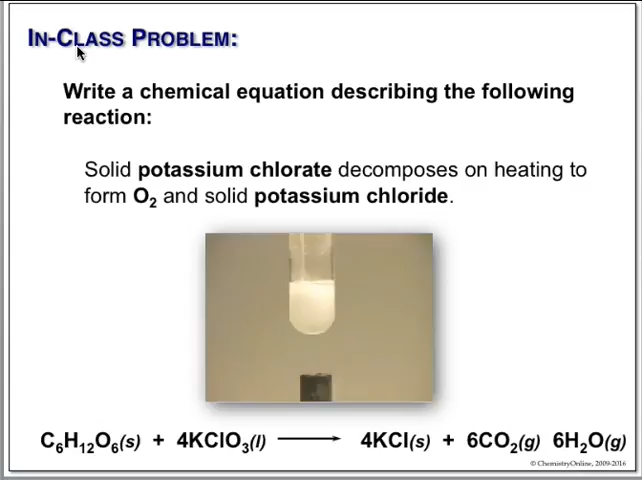 IN-CLASS PROBLEM:
Write a chemical equation describing the following
reaction:
Solid potassium chlorate decomposes on heating to
form O₂ and solid potassium chloride.
C₆H₁₂O₆(s) + 4KClO₃(l) ⟶ 4KCl(s) + 6CO₂(g) 6H₂O(g)
© ChemistryOnline, 2009-2016